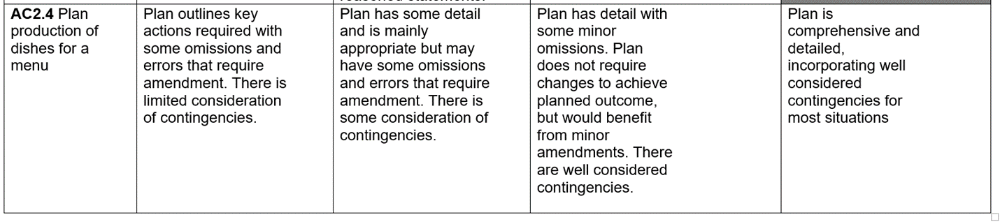 AC2.4 Plan
production of
dishes for a
menu
Plan outlines key
actions required with
some omissions and
errors that require
amendment. There is
limited consideration
of contingencies.
Plan has some detail
and is mainly
appropriate but may
have some omissions
and errors that require
amendment. There is
some consideration of
contingencies.
Plan has detail with
some minor
omissions. Plan
does not require
changes to achieve
planned outcome,
but would benefit
from minor
amendments. There
are well considered
contingencies.
Plan is
comprehensive and
detailed,
incorporating well
considered
contingencies for
most situations